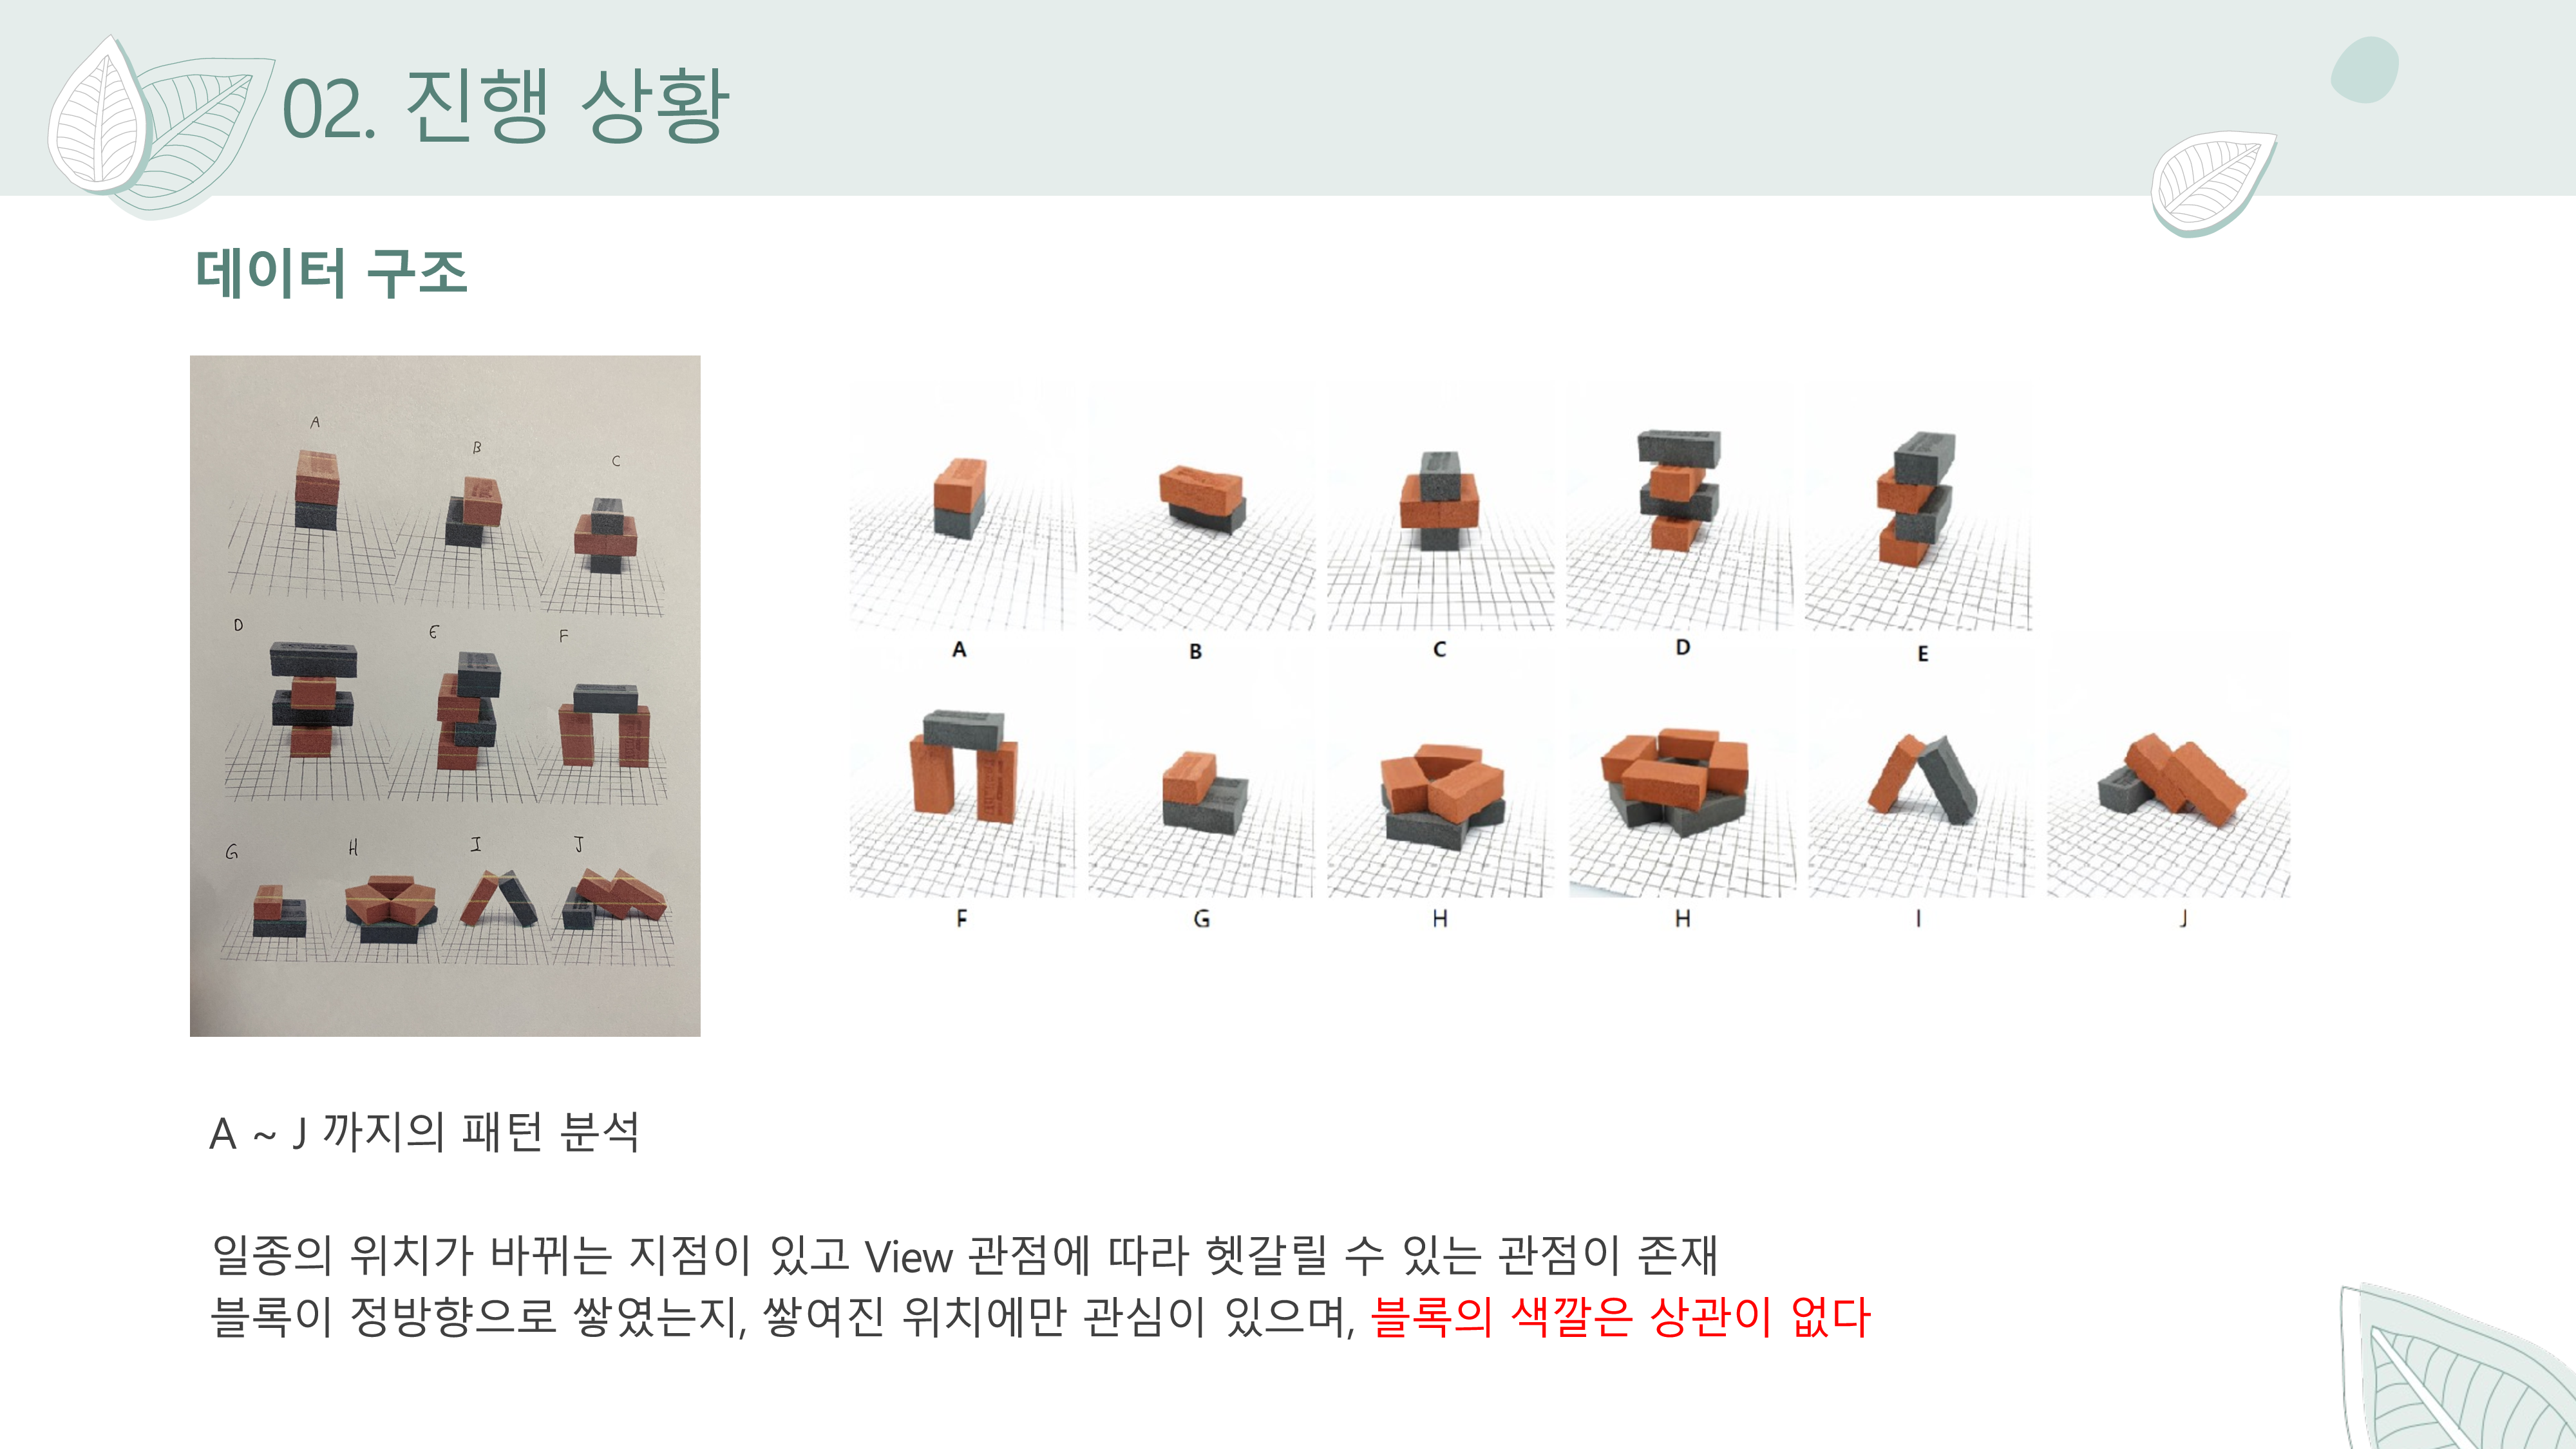 02. 진행 상황
데이터 구조
A
B
C
D
E
F
G
H
I
J
A
B
C
D
E
F
G
H
H
I
J
A ~ J 까지의 패턴 분석
일종의 위치가 바뀌는 지점이 있고 View 관점에 따라 헷갈릴 수 있는 관점이 존재
블록이 정방향으로 쌓였는지, 쌓여진 위치에만 관심이 있으며, 블록의 색깔은 상관이 없다